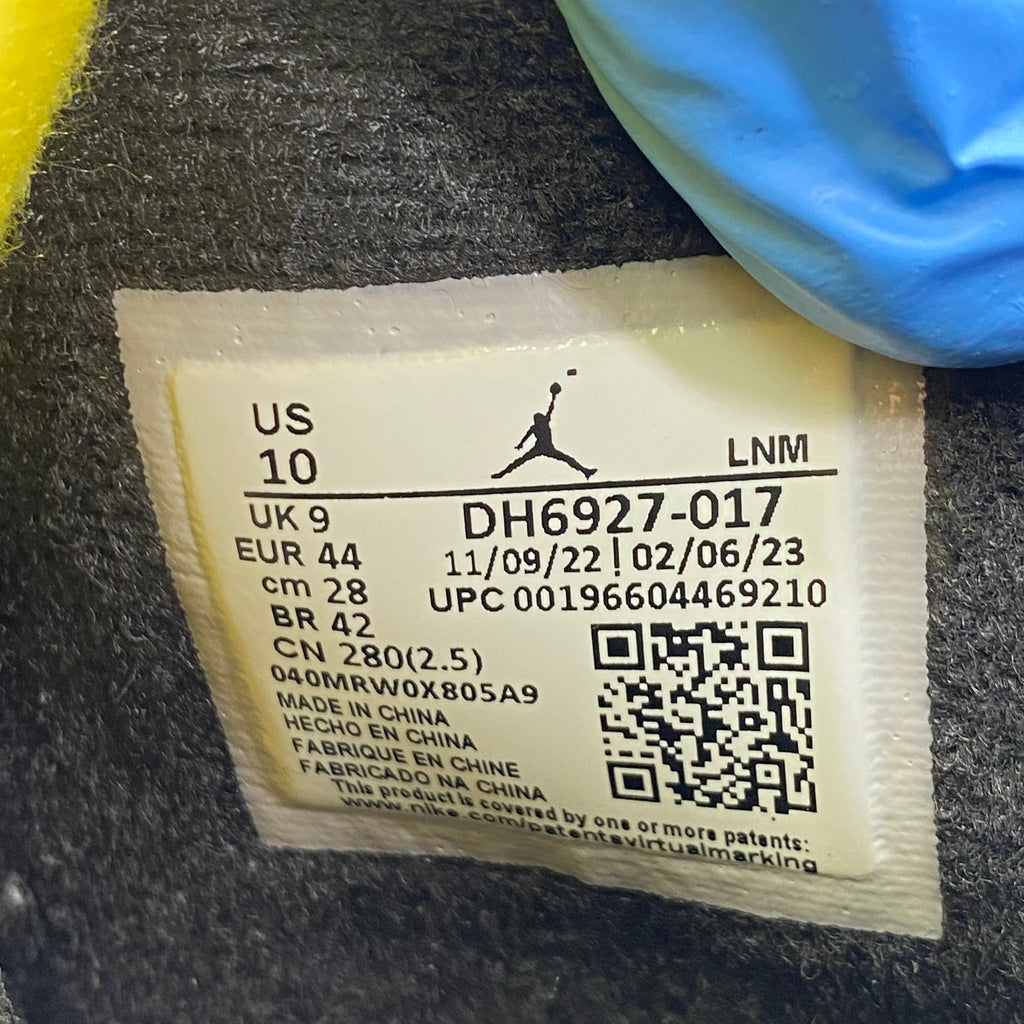 US
10
LNM
UK 9
EUR 44
cm 28
BR 42
CN 280(2.5)
040MRW0X805A9
DH6927-017
11/09/22 | 02/06/23
UPC 00196604469210
MADE IN CHINA
HECHO EN CHINA
FABRIQUE EN CHINE
FABRICADO NA CHINA
This product is covered by one or more patents:
www.nike.com/patentsvirtualmarking